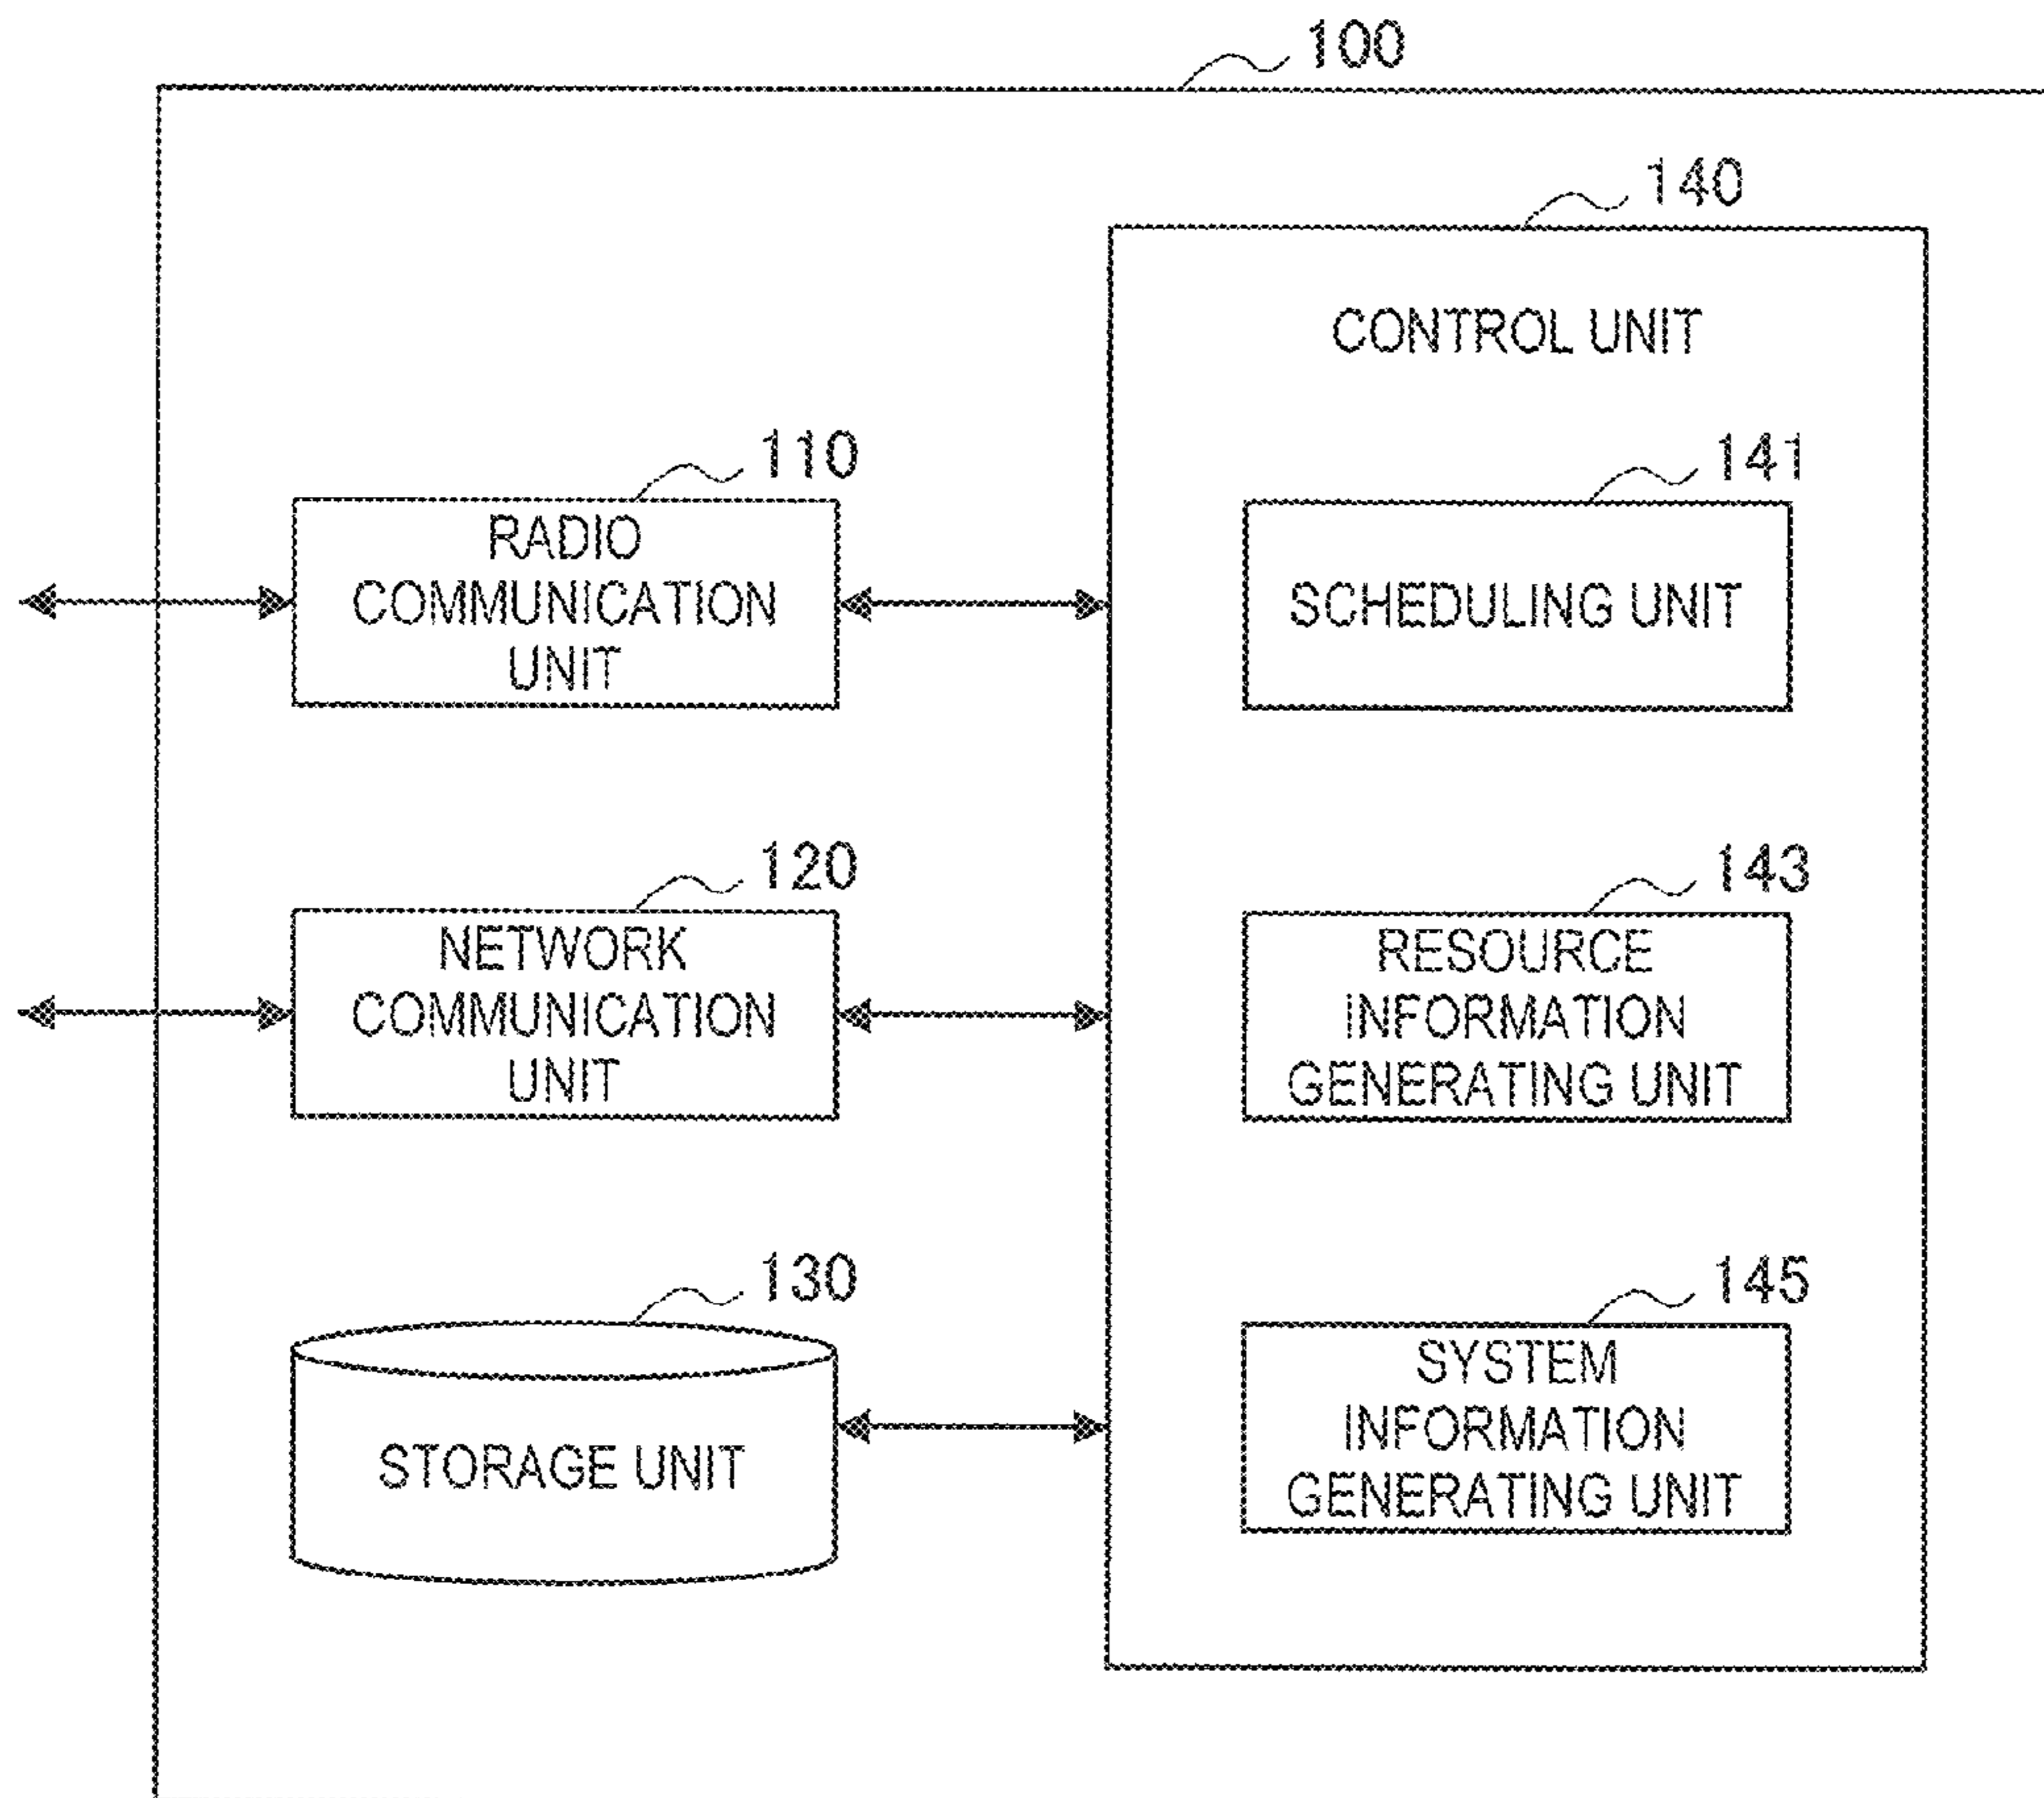 100
140
CONTROL UNIT
110
RADIO
COMMUNICATION
UNIT
141
SCHEDULING UNIT
120
NETWORK
COMMUNICATION
UNIT
143
RESOURCE
INFORMATION
GENERATING UNIT
130
STORAGE UNIT
145
SYSTEM
INFORMATION
GENERATING UNIT